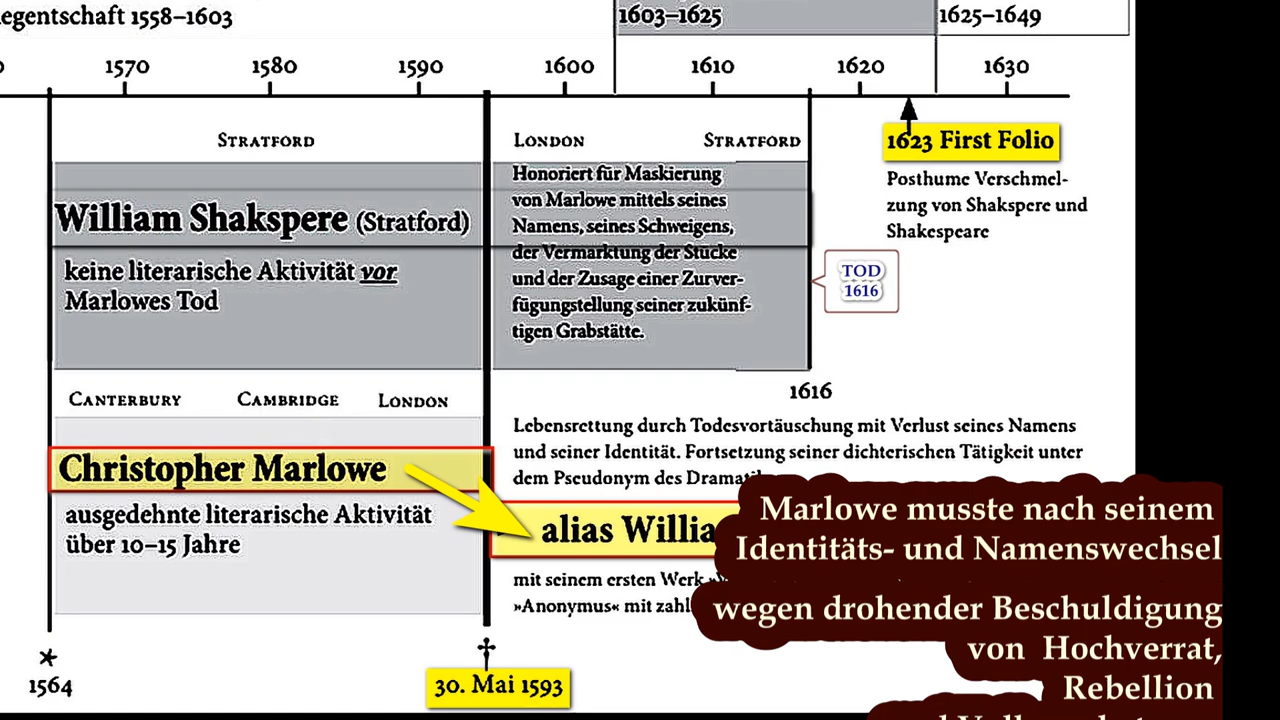 egentschaft 1558–1603
1603–1625
1625–1649
0 1570 1580 1590 1600 1610 1620 1630
STRATFORD
LONDON STRATFORD
1623 First Folio
Honoriert für Maskierung
von Marlowe mittels seines
Namens, seines Schweigens,
der Vermarktung der Stücke
und der Zusage einer Zurver-
fügungstellung seiner zukünf-
tigen Grabstätte.
Posthume Verschmel-
zung von Shakspere und
Shakespeare
William Shakspere (Stratford)
keine literarische Aktivität vor
Marlowes Tod
TOD
1616
1616
CANTERBURY CAMBRIDGE LONDON
Lebensrettung durch Todesvortäuschung mit Verlust seines Namens
und seiner Identität. Fortsetzung seiner dichterischen Tätigkeit unter
dem Pseudonym des
Christopher Marlowe
ausgedehnte literarische Aktivität
über 10–15 Jahre
alias
mit seinem ersten Werk
»Anonymus« mit
Marlowe musste nach seinem
Identitäts- und Namenswechsel
wegen drohender Beschuldigung
von Hochverrat,
Rebellion
*
1564
†
30. Mai 1593